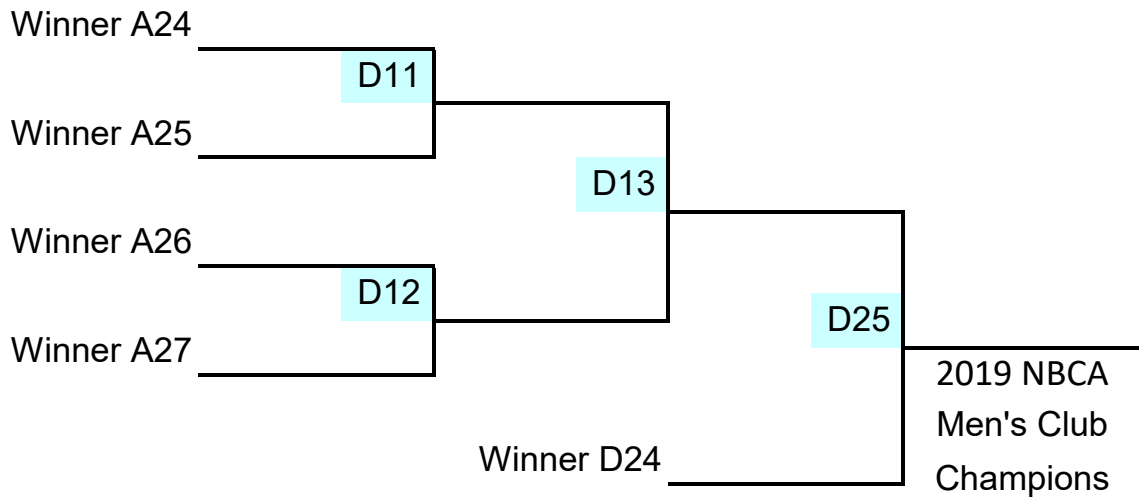 Winner A24
D11
Winner A25
D13
Winner A26
D12
D25
Winner A27
2019 NBCA
Men's Club
Winner D24
Champions